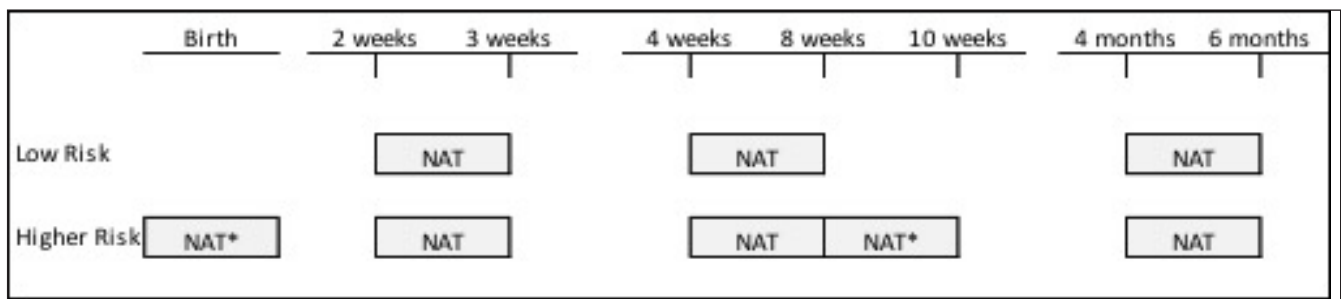 Birth 2 weeks 3 weeks 4 weeks 8 weeks 10 weeks 4 months 6 months
Low Risk NAT NAT NAT
Higher Risk NAT* NAT NAT NAT* NAT